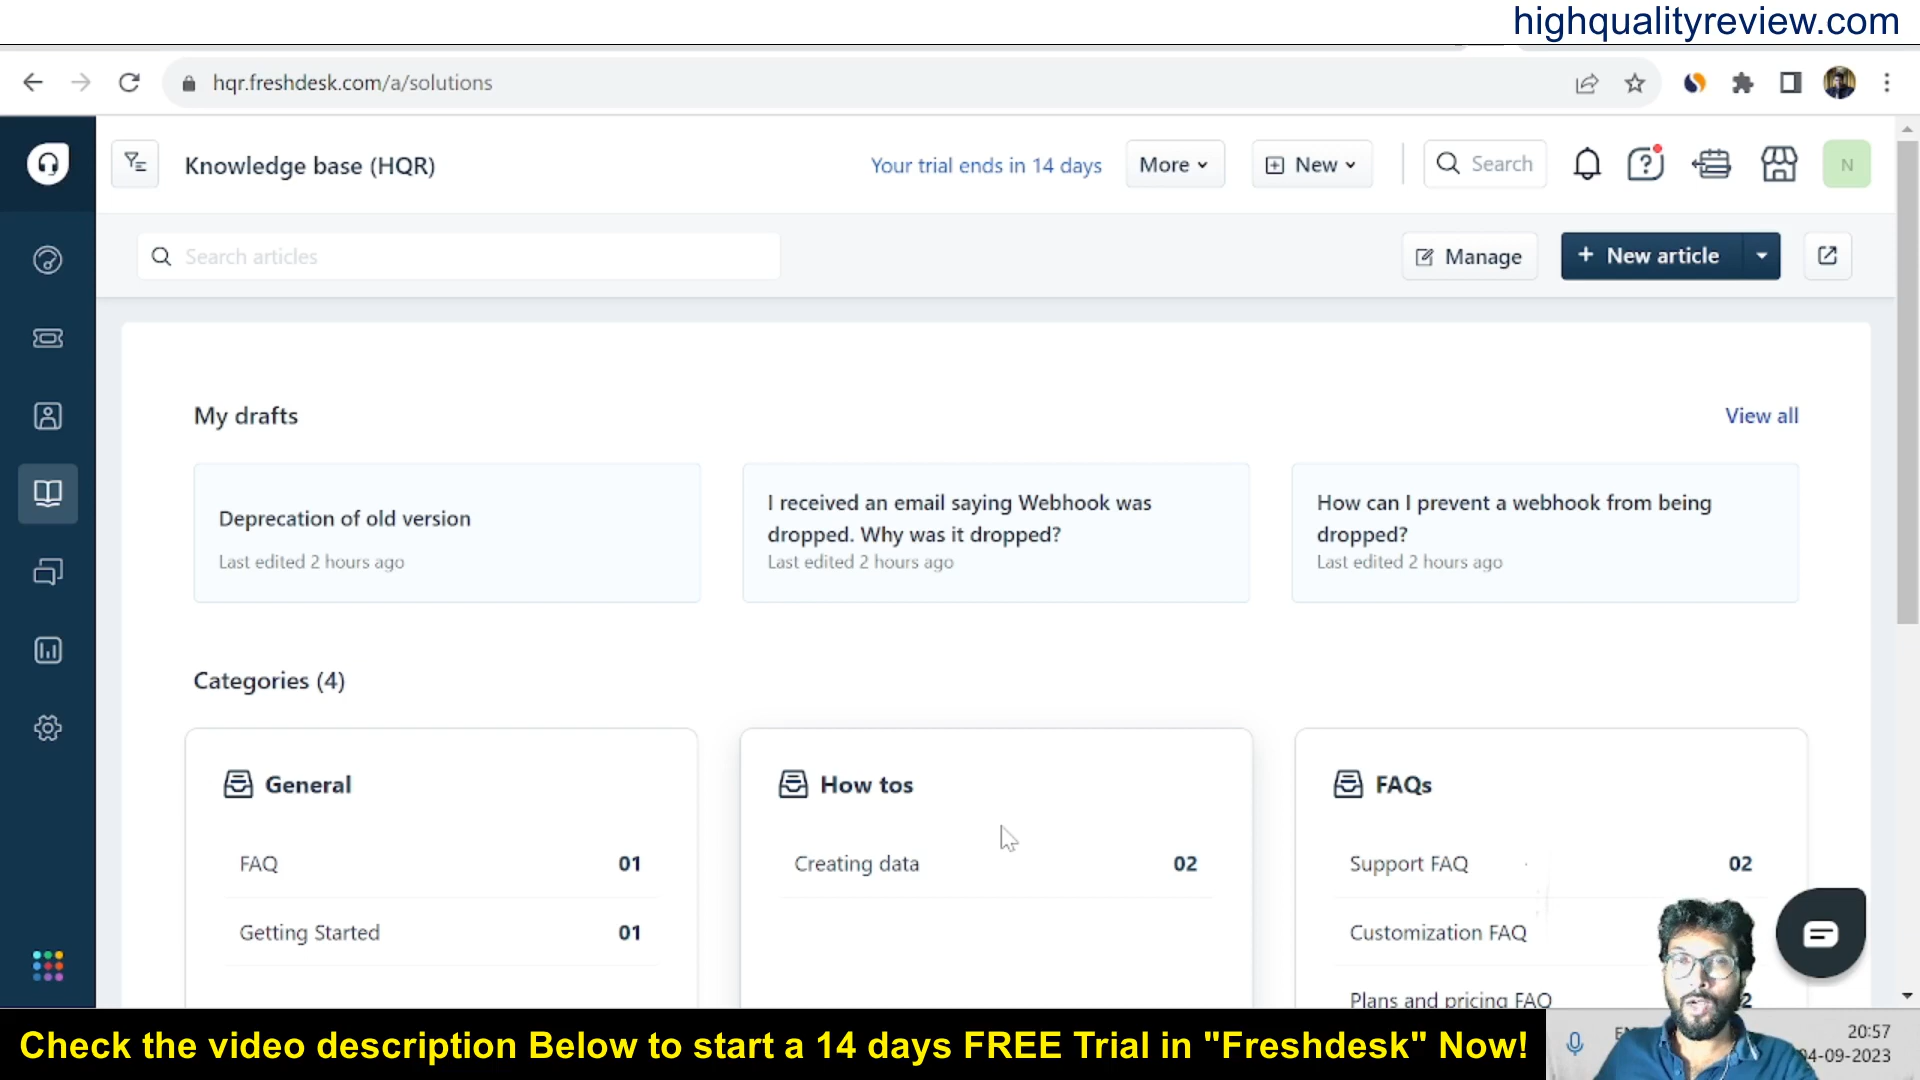 highqualityreview.com
hqr.freshdesk.com/a/solutions
Knowledge base (HQR)
Your trial ends in 14 days
More
New
Search
N
Search articles
Manage
+ New article
My drafts
View all
Deprecation of old version
Last edited 2 hours ago
I received an email saying Webhook was
dropped. Why was it dropped?
Last edited 2 hours ago
How can I prevent a webhook from being
dropped?
Last edited 2 hours ago
Categories (4)
General
FAQ 01
Getting Started 01
How tos
Creating data 02
FAQs
Support FAQ 02
Customization FAQ
Plans and pricing FAQ
Check the video description Below to start a 14 days FREE Trial in "Freshdesk" Now!
20:57
04-09-2023